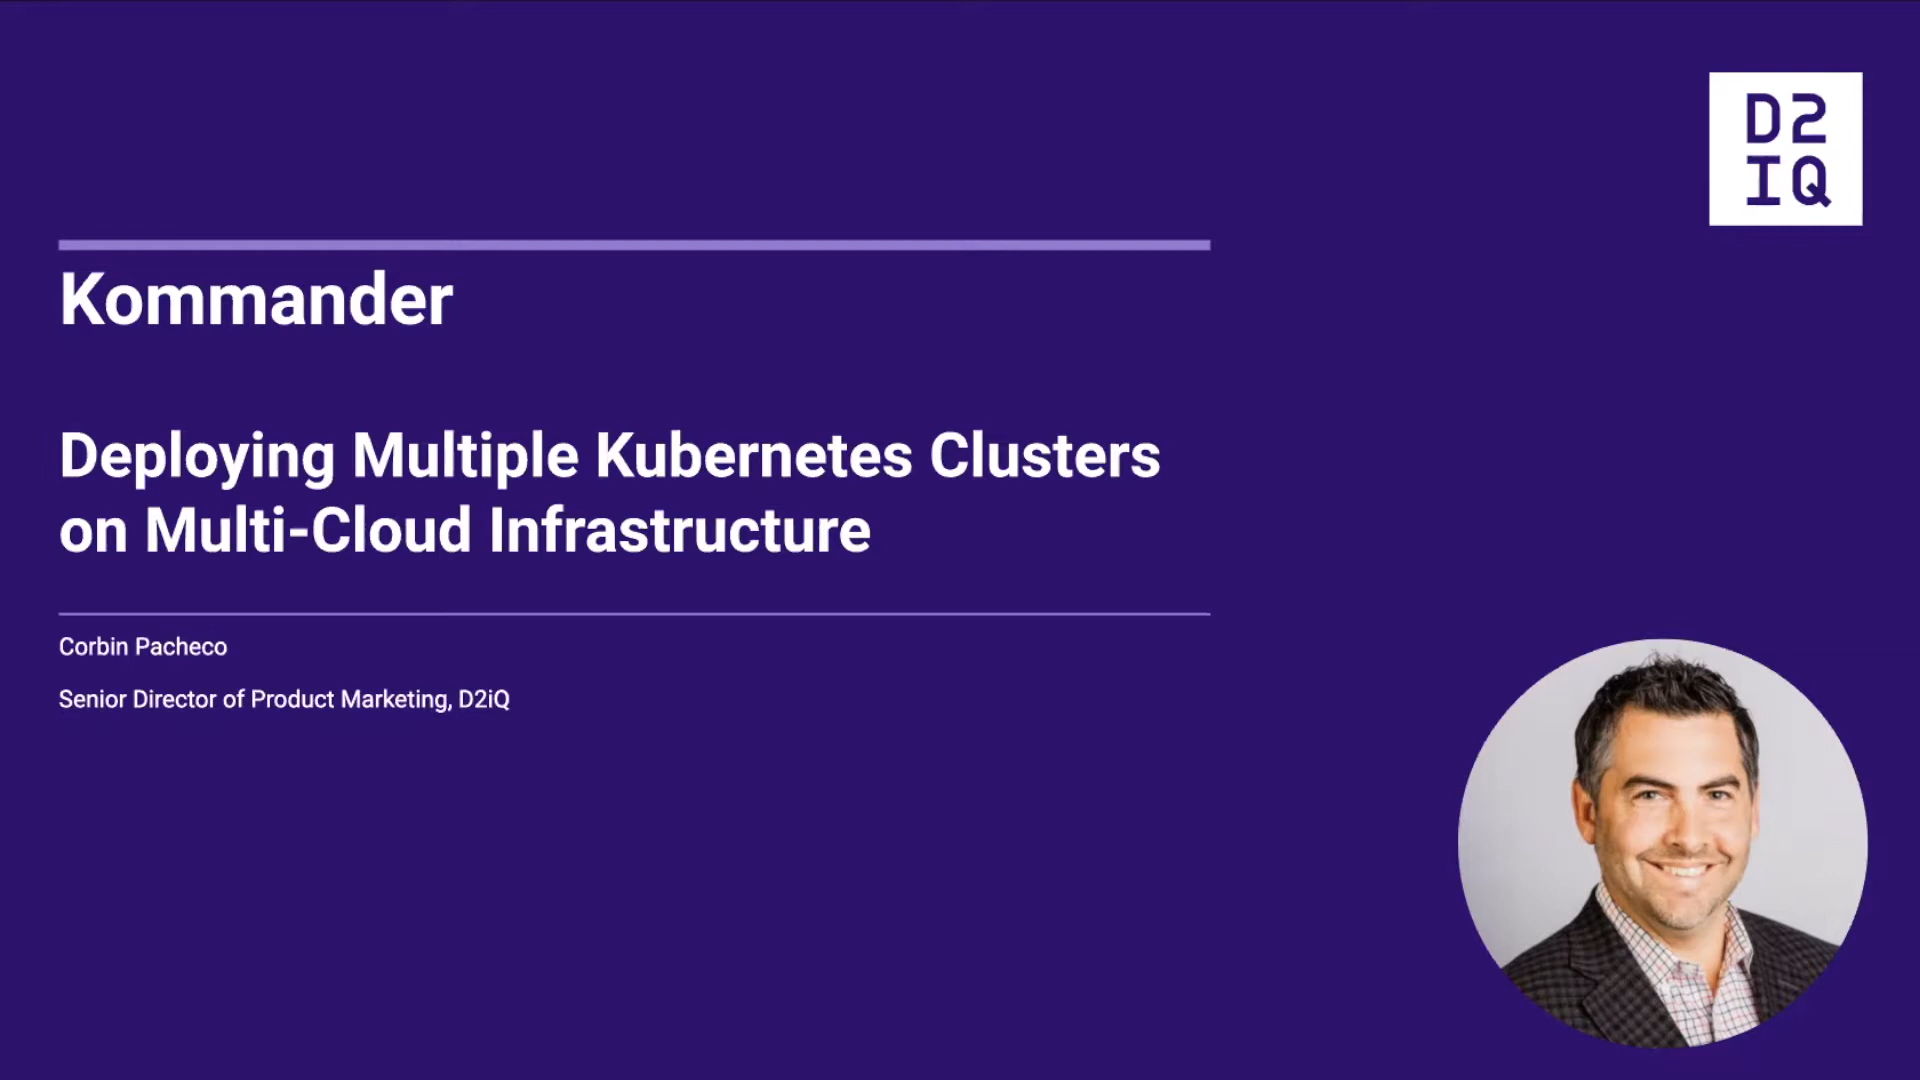 D2
IQ
Kommander
Deploying Multiple Kubernetes Clusters
on Multi-Cloud Infrastructure
Corbin Pacheco
Senior Director of Product Marketing, D2iQ